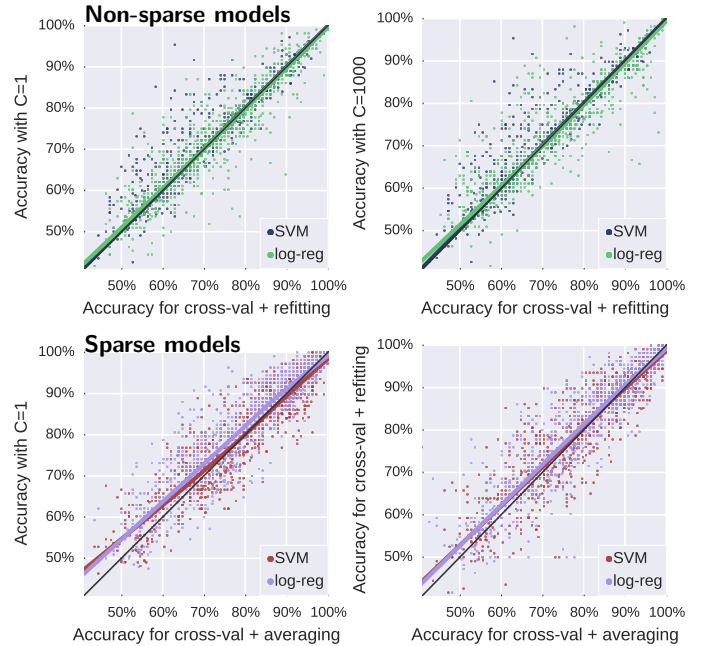 Non-sparse models
Accuracy with C=1
100%
90%
80%
70%
60%
50%
SVM
log-reg
50% 60% 70% 80% 90% 100%
Accuracy for cross-val + refitting
Accuracy with C=1000
100%
90%
80%
70%
60%
50%
SVM
log-reg
50% 60% 70% 80% 90% 100%
Accuracy for cross-val + refitting
Sparse models
Accuracy with C=1
100%
90%
80%
70%
60%
50%
SVM
log-reg
50% 60% 70% 80% 90% 100%
Accuracy for cross-val + averaging
Accuracy for cross-val + refitting
100%
90%
80%
70%
60%
50%
SVM
log-reg
50% 60% 70% 80% 90% 100%
Accuracy for cross-val + averaging